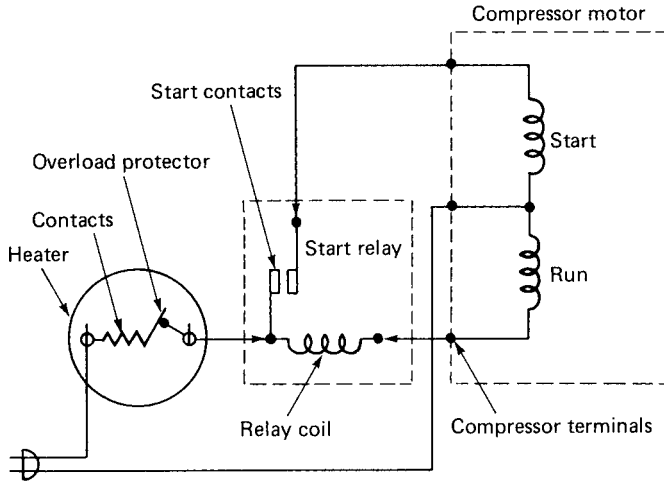 Compressor motor
Start contacts
Start
Overload protector
Contacts
Start relay
Heater
Run
Relay coil
Compressor terminals